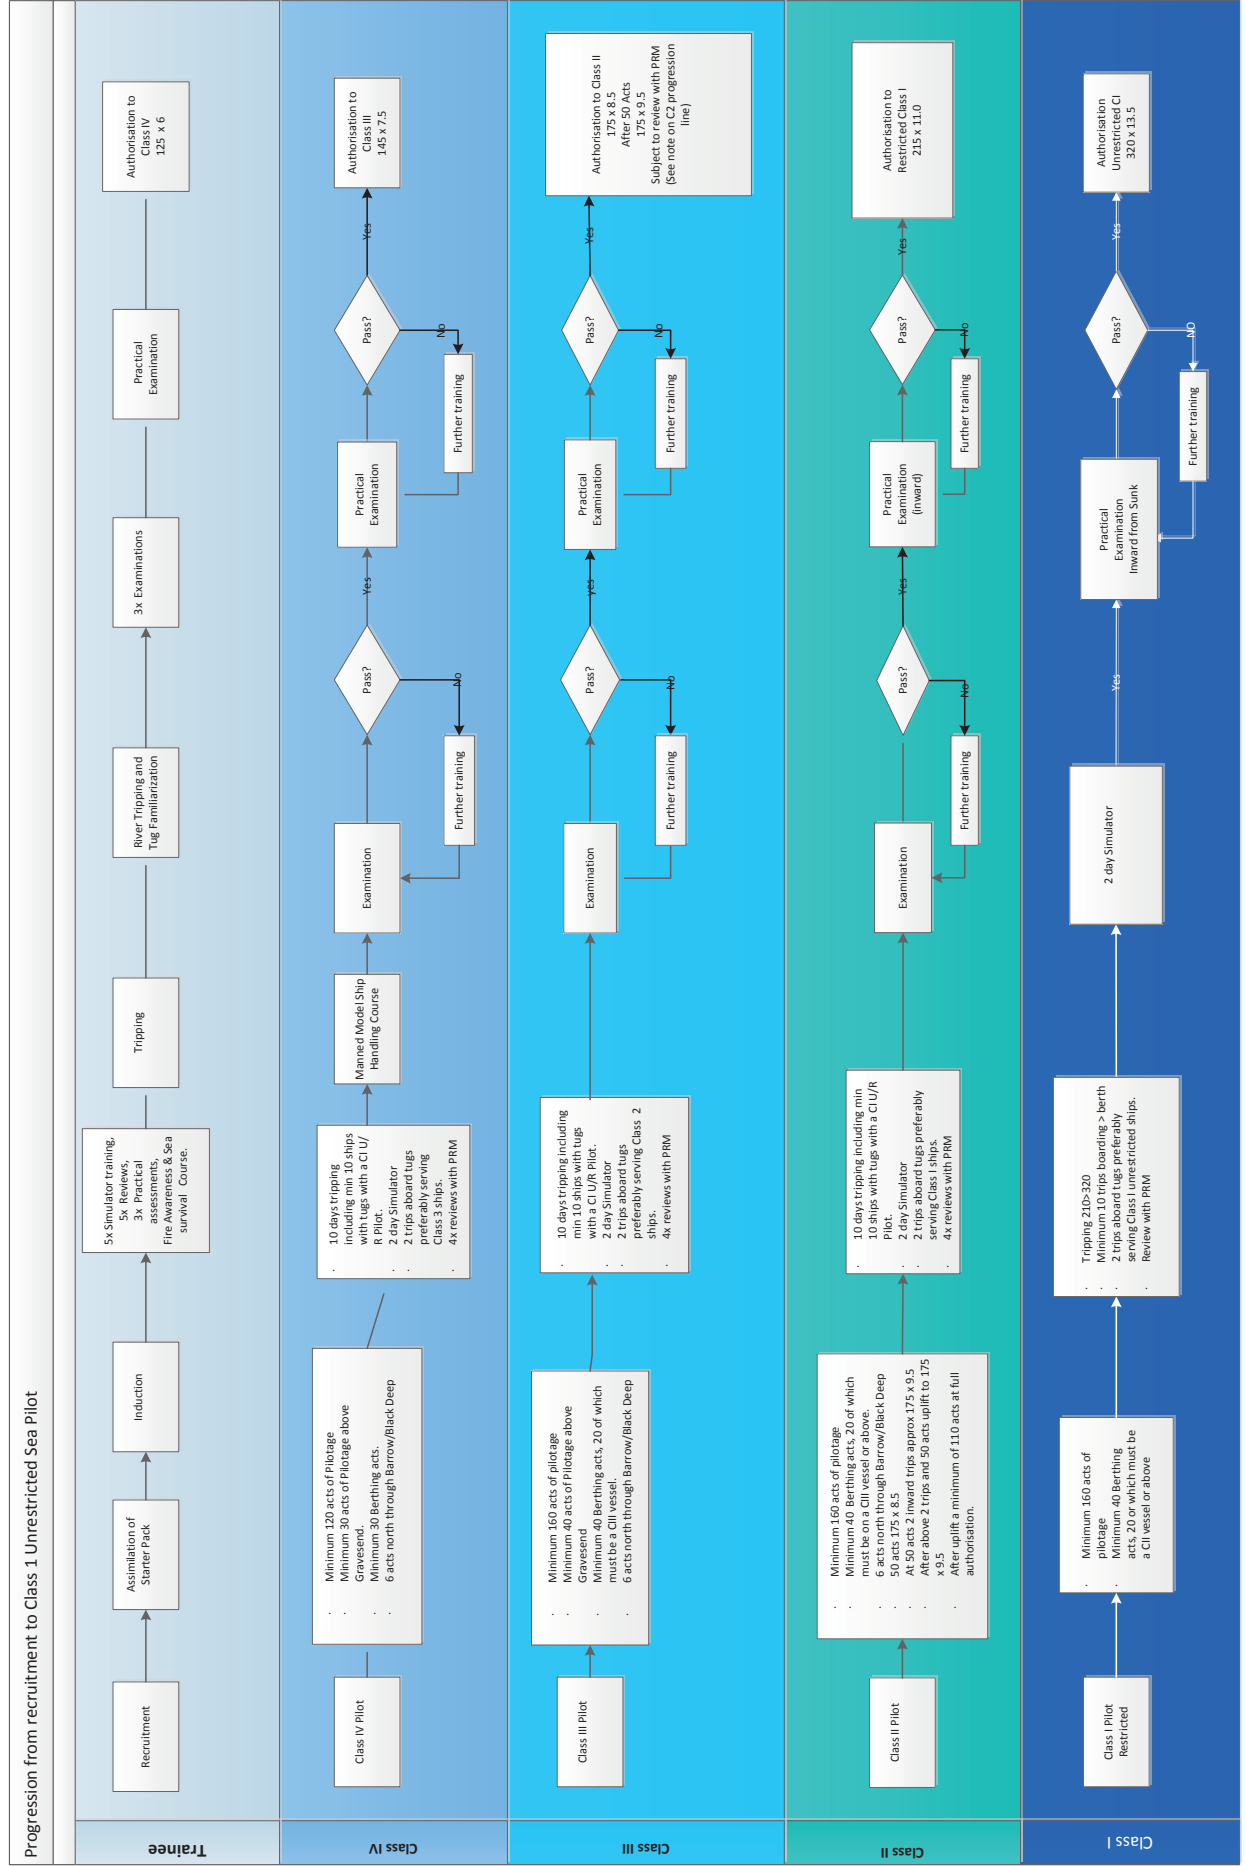 Progression from recruitment to Class 1 Unrestricted Sea Pilot
Trainee
Recruitment
Assimilation of
Starter Pack
Induction
5x Simulator training,
5x Reviews,
3x Practical
assessments,
Fire Awareness & Sea
survival Course.
Tripping
River Tripping and
Tug Familiarization
3x Examinations
Practical
Examination
Authorisation to
Class IV
125 x 6
Class IV
Class IV Pilot
· Minimum 120 acts of Pilotage
· Minimum 30 acts of Pilotage above
Gravesend.
· Minimum 30 Berthing acts.
· 6 acts north through Barrow/Black Deep
· 10 days tripping
including min 10 ships
with tugs with a CI U/
R Pilot.
· 2 day Simulator
· 2 trips aboard tugs
preferably serving
Class 3 ships.
· 4x reviews with PRM
Manned Model Ship
Handling Course
Examination
Further training
Pass?
No
Yes
Practical
Examination
Further training
Pass?
No
Yes
Authorisation to
Class III
145 x 7.5
Class III
Class III Pilot
· Minimum 160 acts of pilotage
· Minimum 40 acts of Pilotage above
Gravesend
· Minimum 40 Berthing acts, 20 of which
must be a CIII vessel.
· 6 acts north through Barrow/Black Deep
· 10 days tripping including
min 10 ships with tugs
with a CI U/R Pilot.
· 2 day Simulator
· 2 trips aboard tugs
preferably serving Class 2
ships.
· 4x reviews with PRM
Examination
Further training
Pass?
No
yes
Practical
Examination
Further training
Pass?
No
Yes
Authorisation to Class II
175 x 8.5
After 50 Acts
175 x 9.5
Subject to review with PRM
(See note on C2 progression
line)
Class II
Class II Pilot
· Minimum 160 acts of pilotage
· Minimum 40 Berthing acts, 20 of which
must be on a CIII vessel or above.
· 6 acts north through Barrow/Black Deep
· 50 acts 175 x 8.5
· At 50 acts 2 inward trips approx 175 x 9.5
· After above 2 trips and 50 acts uplift to 175
x 9.5
· After uplift a minimum of 110 acts at full
authorisation.
· 10 days tripping including min
10 ships with tugs with a CI U/R
Pilot.
· 2 day Simulator
· 2 trips aboard tugs preferably
serving Class I ships.
· 4x reviews with PRM
Examination
Further training
Pass?
No
Yes
Practical
Examination
(inward)
Further training
Pass?
No
Yes
Authorisation to
Restricted Class I
215 x 11.0
Class I
Class I Pilot
Restricted
· Minimum 160 acts of
pilotage
· Minimum 40 Berthing
acts, 20 or which must be
a CII vessel or above
· Tripping 210>320
· Minimum 10 trips boarding > berth
· 2 trips aboard tugs preferably
serving Class I unrestricted ships.
· Review with PRM
2 day Simulator
Yes
Practical
Examination
Inward from Sunk
Further training
Pass?
NO
Yes
Authorisation
Unrestricted CI
320 x 13.5